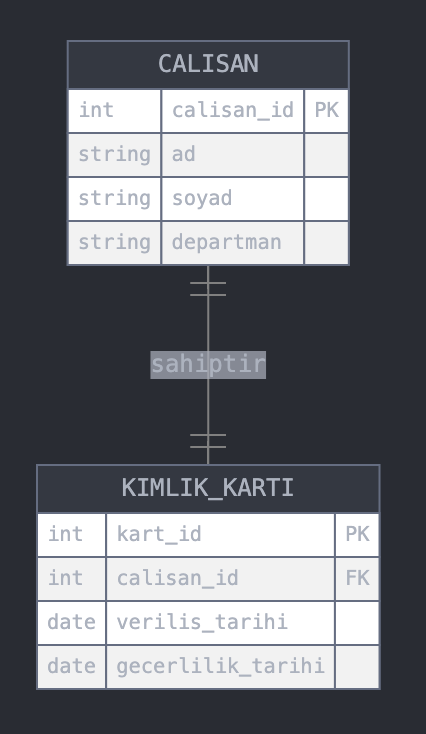 CALISAN
int calisan_id PK
string ad
string soyad
string departman
sahiptir
KIMLIK_KARTI
int kart_id PK
int calisan_id FK
date verilis_tarihi
date gecerlilik_tarihi